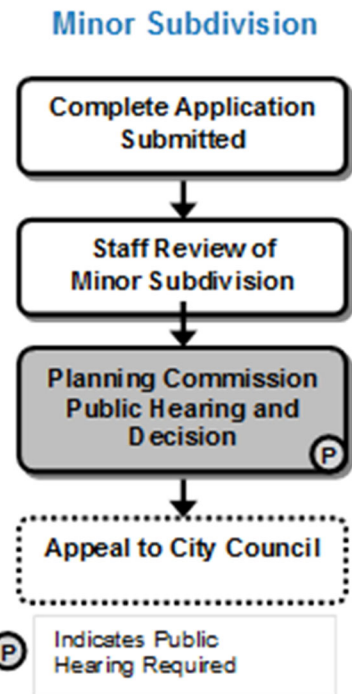 Minor Subdivision
Complete Application
Submitted
Staff Review of
Minor Subdivision
Planning Commission
Public Hearing and
Decision
P
Appeal to City Council
P
Indicates Public
Hearing Required